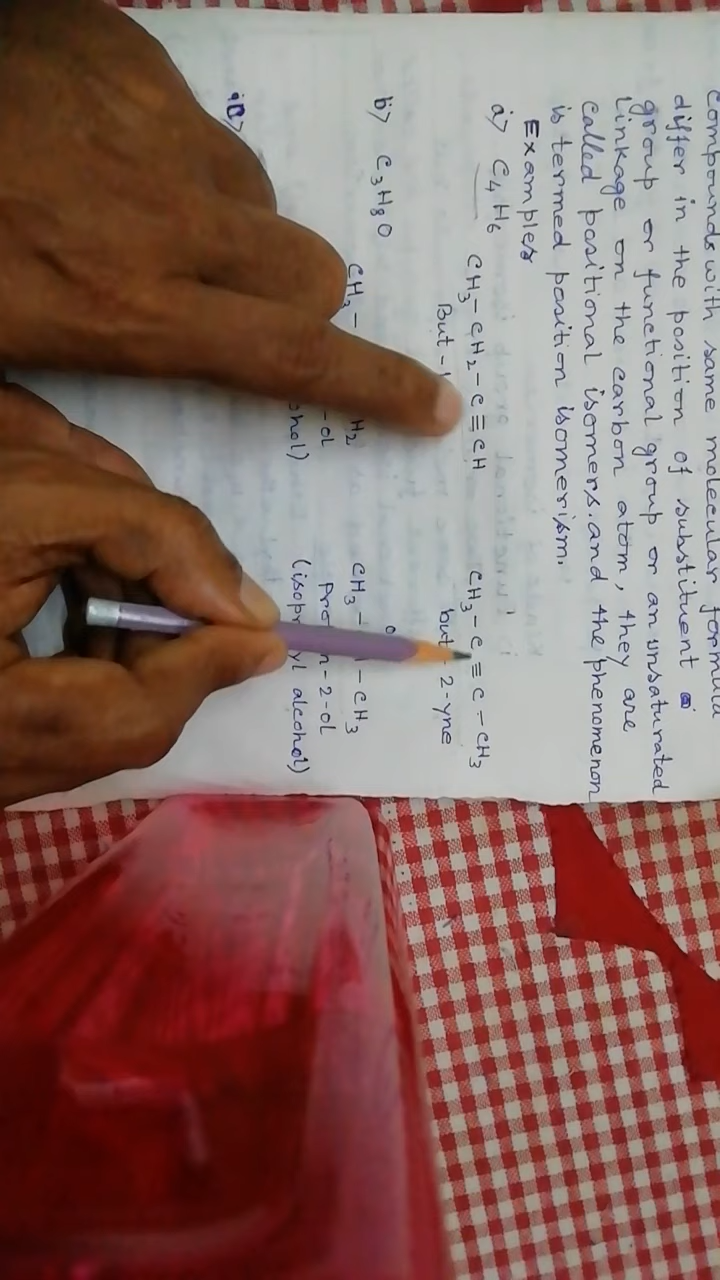 Compounds with same molecular formula
differ in the position of substituent
group or functional group or an unsaturated
linkage on the carbon atom, they are
called positional isomers. and the phenomenon
is termed position isomerism.
Examples
a> C4H6 CH3-CH2-C≡CH CH3-C≡C-CH3
But-1 but-2-yne
b> C3H8O CH3- H2 CH3- -CH3
-ol -2-ol
(isopropyl alcohol)